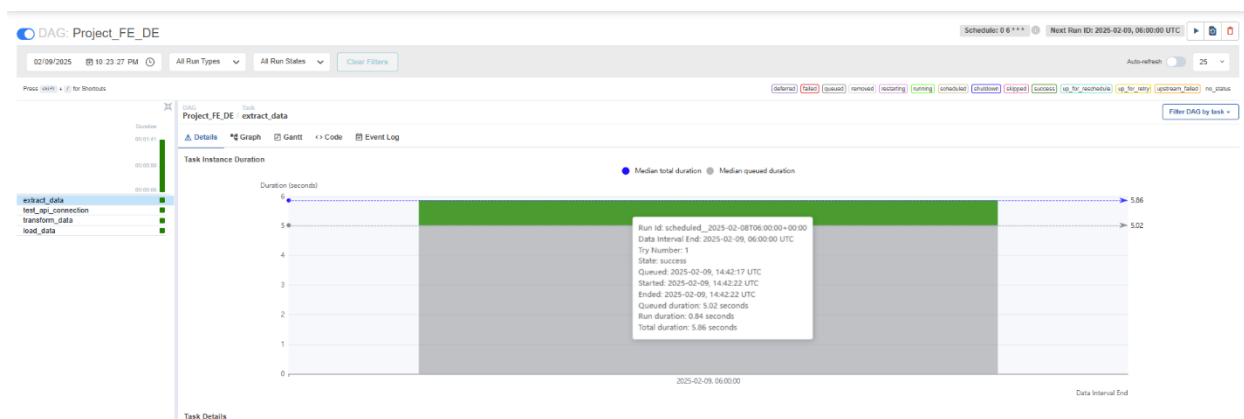 DAG: Project_FE_DE
Schedule: 0 6 * * *
Next Run ID: 2025-02-09, 06:00:00 UTC
02/09/2025 10:23:27 PM
All Run Types
All Run States
Clear Filters
Auto-refresh
25
Press ctrl + / for Shortcuts
deferred failed queued removed restarting running scheduled shutdown skipped success up_for_reschedule up_for_retry upstream_failed no_status
DAG
Project_FE_DE
Task
extract_data
Filter DAG by task
Duration
00:01:41
Details Graph Gantt Code Event Log
extract_data
test_api_connection
transform_data
load_data
Task Instance Duration
Median total duration Median queued duration
Duration (seconds)
6
5
4
3
2
1
0
5.86
5.02
Run Id: scheduled__2025-02-08T06:00:00+00:00
Data Interval End: 2025-02-09, 06:00:00 UTC
Try Number: 1
State: success
Queued: 2025-02-09, 14:42:17 UTC
Started: 2025-02-09, 14:42:22 UTC
Ended: 2025-02-09, 14:42:22 UTC
Queued duration: 5.02 seconds
Run duration: 0.84 seconds
Total duration: 5.86 seconds
2025-02-09, 06:00:00
Data Interval End
Task Details